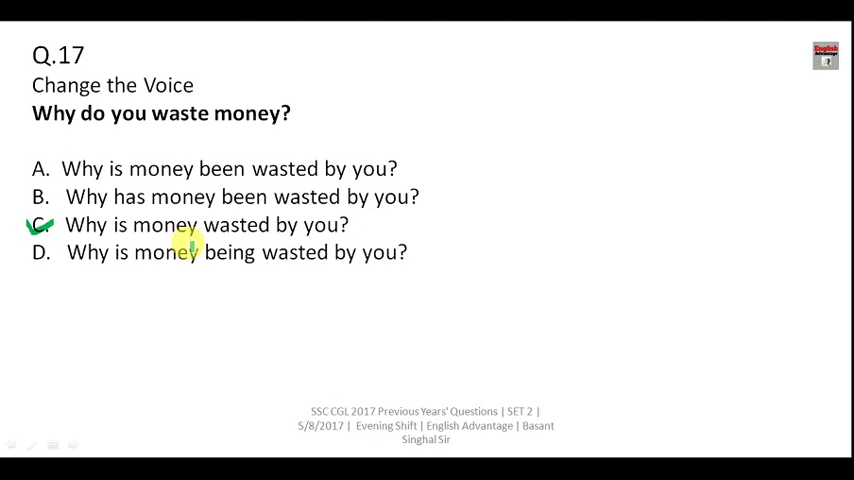 Q.17
English
Advantage
Change the Voice
Why do you waste money?
A. Why is money been wasted by you?
B. Why has money been wasted by you?
C. Why is money wasted by you?
D. Why is money being wasted by you?
SSC CGL 2017 Previous Years' Questions | SET 2 |
5/8/2017 | Evening Shift | English Advantage | Basant
Singhal Sir